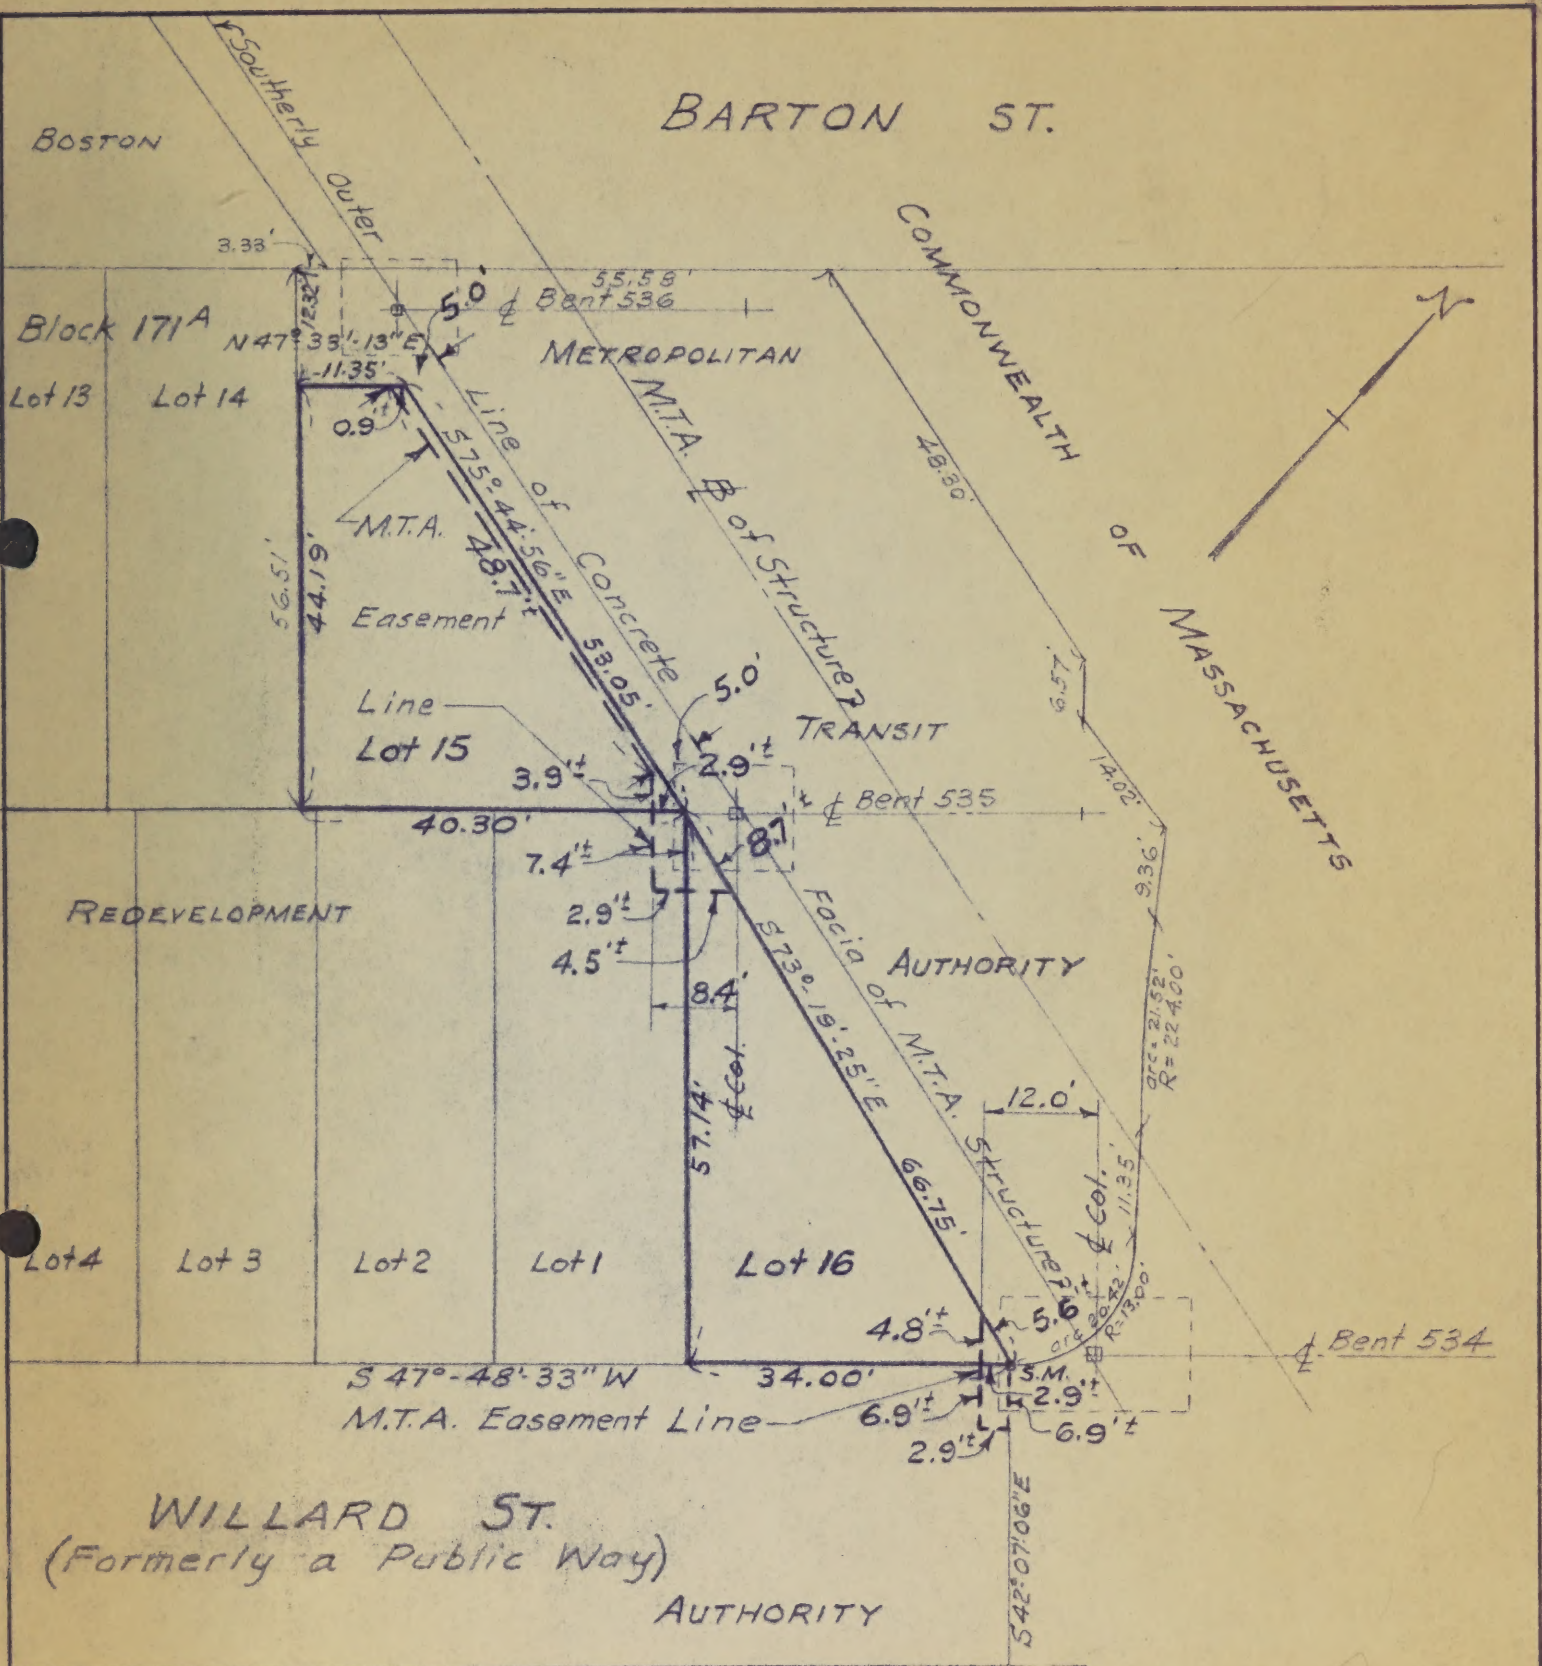 BARTON ST.
BOSTON
Southerly Outer Line of Concrete Facia of M.T.A. Structure
COMMONWEALTH OF MASSACHUSETTS
N
3.33'
12.32'
55.58'
5.0'
℄ Bent 536
Block 171A
N47°-33'-13"E
11.35'
METROPOLITAN
Lot 13
Lot 14
0.9'±
M.T.A. ℄ of Structure
48.30'
S75°-44'-56"E
53.05'
48.7'±
M.T.A.
Easement
Line
56.51'
44.19'
Lot 15
5.0'
6.57'
TRANSIT
14.02'
3.9'±
2.9'±
℄ Bent 535
40.30'
8.7'±
7.4'±
9.36'
REDEVELOPMENT
2.9'±
4.5'±
AUTHORITY
8.4'
S73°-19'-25"E
66.75'
arc=21.52'
R=224.00'
℄ Col.
57.14'
12.0'
℄ Col.
11.35'
Lot 4
Lot 3
Lot 2
Lot 1
Lot 16
arc 20.42'
R=13.00'
4.8'±
5.6'±
℄ Bent 534
S47°-48'-33"W
34.00'
S.M.
2.9'±
M.T.A. Easement Line
6.9'±
6.9'±
2.9'±
S42°07'06"E
WILLARD ST.
(Formerly a Public Way)
AUTHORITY